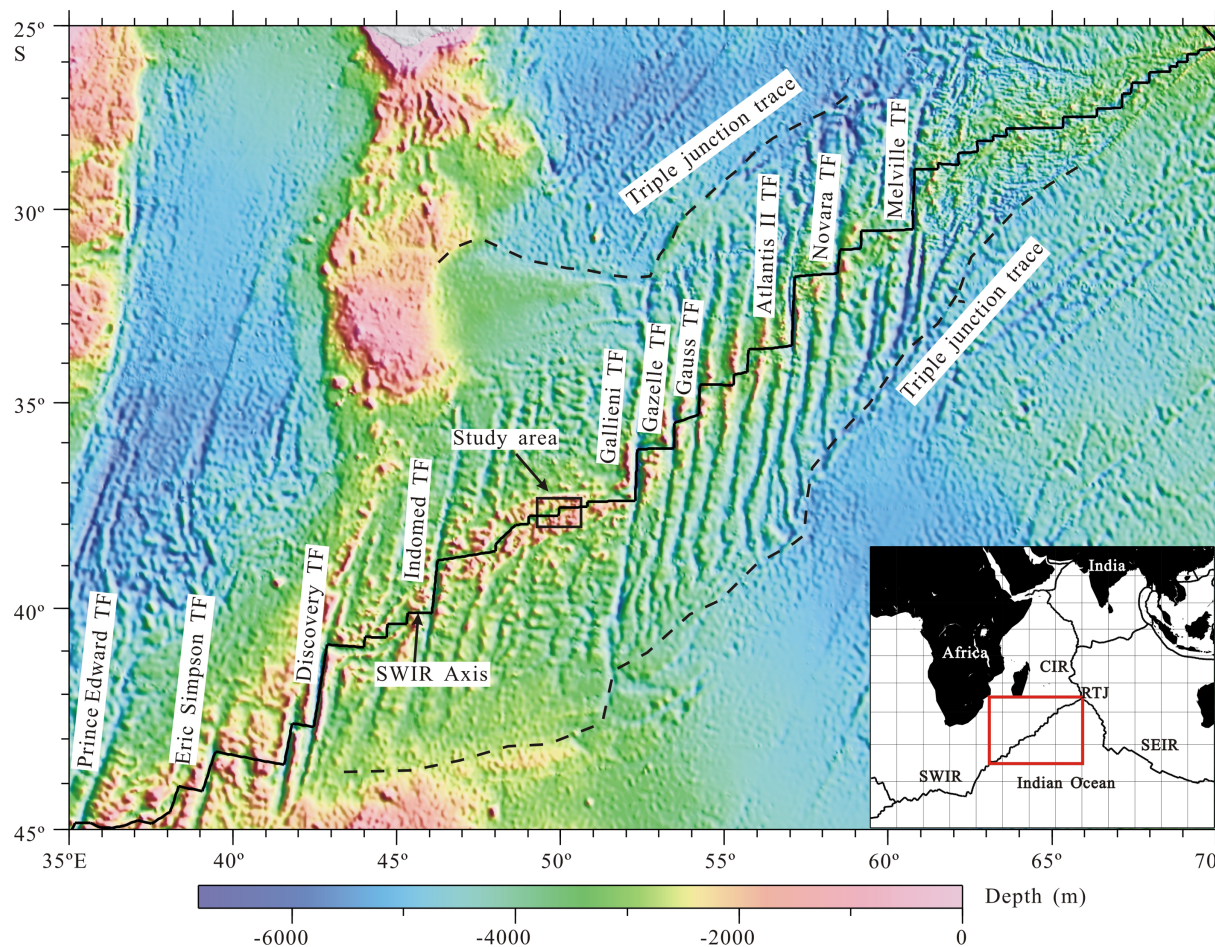 25°
S
30°
35°
40°
45°
35°E
40°
45°
50°
55°
60°
65°
70
Triple junction trace
Melville TF
Novara TF
Atlantis II TF
Triple junction trace
Gauss TF
Gazelle TF
Gallieni TF
Study area
Indomed TF
Discovery TF
SWIR Axis
Eric Simpson TF
Prince Edward TF
India
Africa
CIR
RTJ
SEIR
SWIR
Indian Ocean
Depth (m)
-6000
-4000
-2000
0